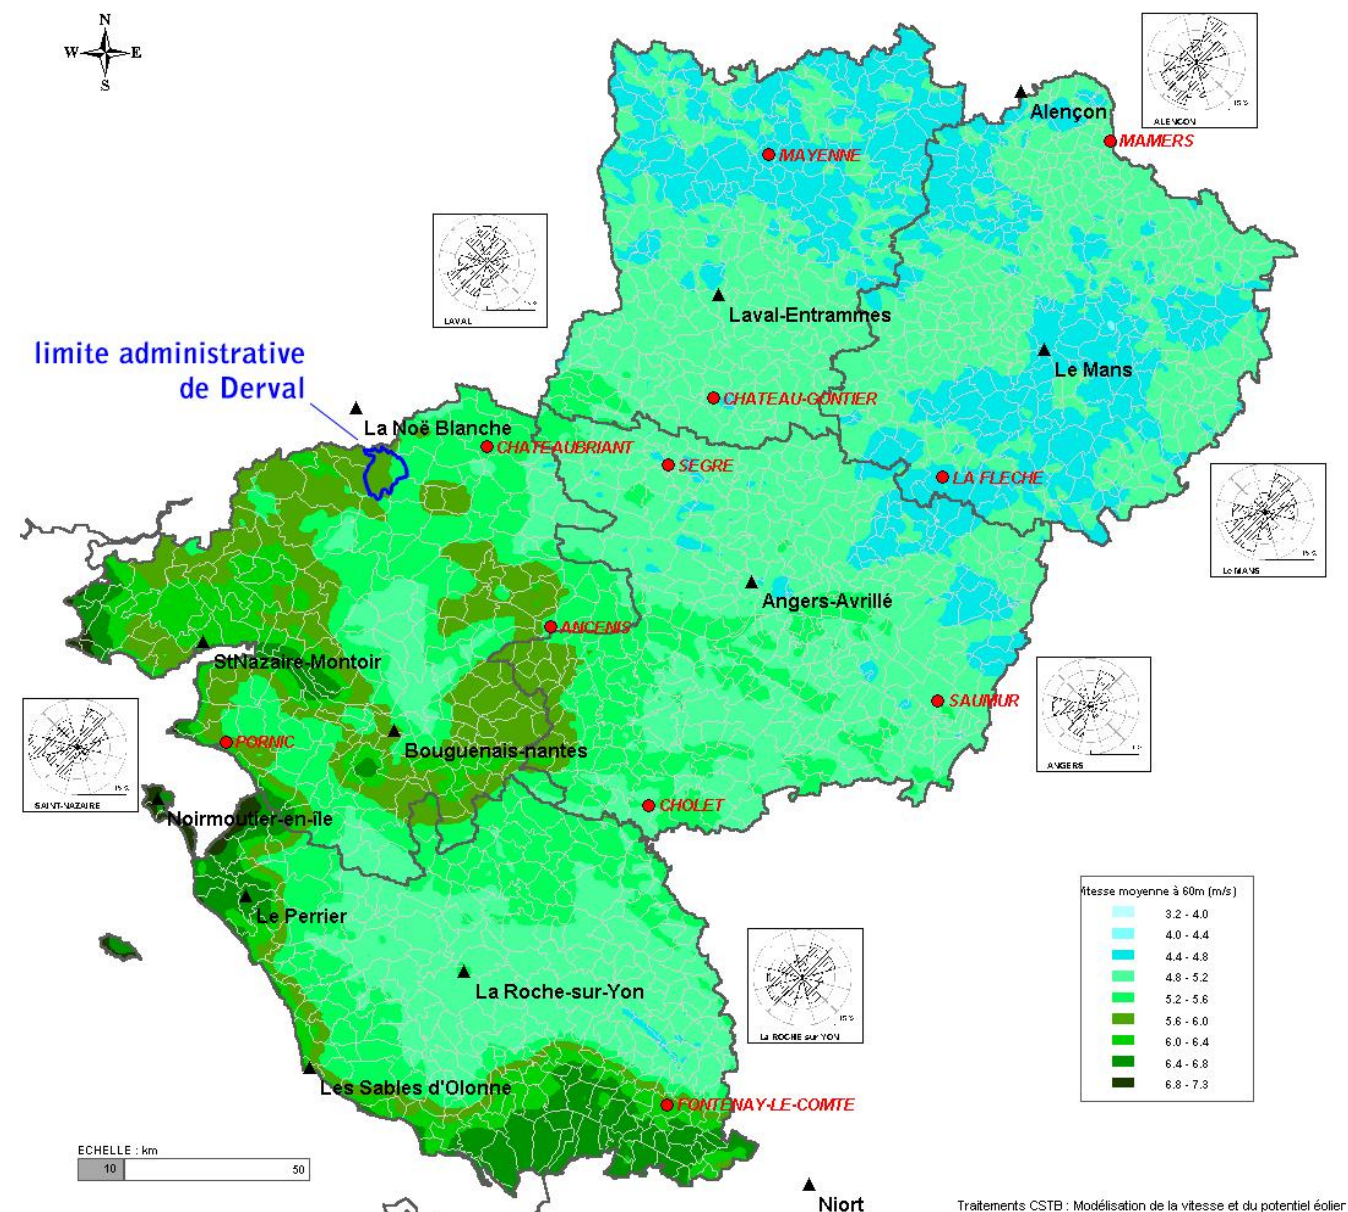 N
W E
S
ALENCON
15 %
Alençon
MAMERS
MAYENNE
LAVAL
Laval-Entrammes
limite administrative
de Derval
Le Mans
CHATEAU-GONTIER
La Noë Blanche
CHATEAUBRIANT
SEGRE
LA FLECHE
15 %
Le MANS
Angers-Avrillé
ANCENIS
StNazaire-Montoir
SAUMUR
PORNIC
Bouguenais-nantes
ANGERS
15 %
SAINT-NAZAIRE
CHOLET
Noirmoutier-en-île
Vitesse moyenne à 60m (m/s)
3.2 - 4.0
4.0 - 4.4
4.4 - 4.8
4.8 - 5.2
5.2 - 5.6
5.6 - 6.0
6.0 - 6.4
6.4 - 6.8
6.8 - 7.3
Le Perrier
La Roche-sur-Yon
15 %
La ROCHE sur YON
Les Sables d'Olonne
FONTENAY-LE-COMTE
ECHELLE : km
10 50
Niort
Traitements CSTB : Modélisation de la vitesse et du potentiel éolien